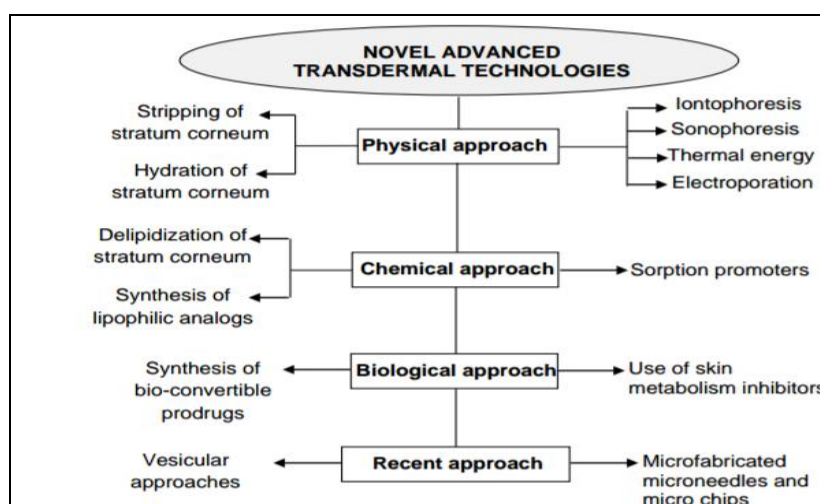 NOVEL ADVANCED
TRANSDERMAL TECHNOLOGIES
Stripping of
stratum corneum
Hydration of
stratum corneum
Physical approach
Iontophoresis
Sonophoresis
Thermal energy
Electroporation
Delipidization of
stratum corneum
Synthesis of
lipophilic analogs
Chemical approach
Sorption promoters
Synthesis of
bio-convertible
prodrugs
Biological approach
Use of skin
metabolism inhibitors
Vesicular
approaches
Recent approach
Microfabricated
microneedles and
micro chips